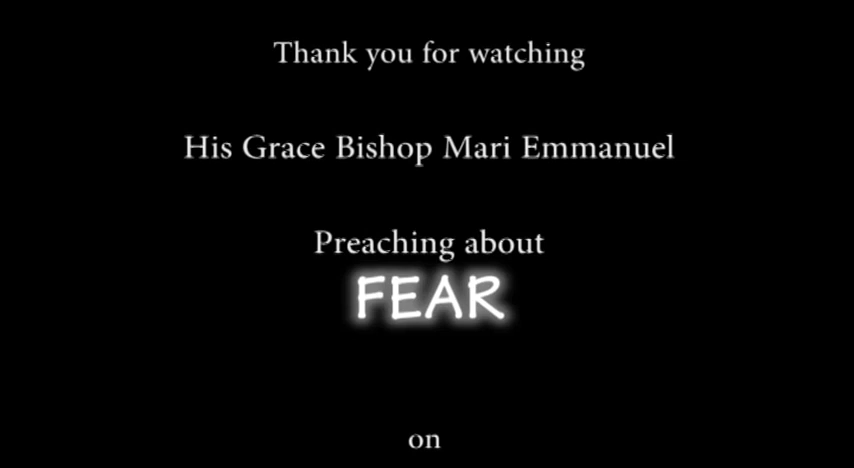 Thank you for watching
His Grace Bishop Mari Emmanuel
Preaching about
FEAR
on